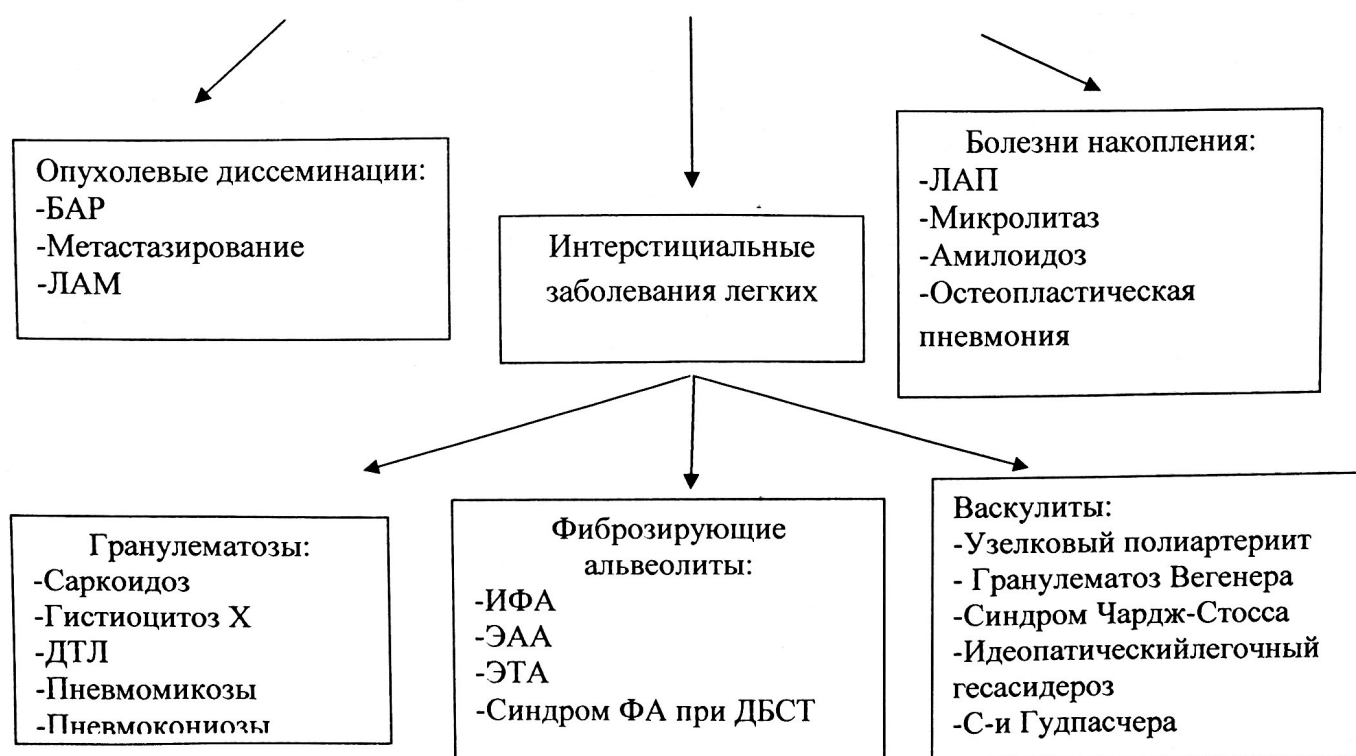 Опухолевые диссеминации:
-БАР
-Метастазирование
-ЛАМ
Интерстициальные
заболевания легких
Болезни накопления:
-ЛАП
-Микролитаз
-Амилоидоз
-Остеопластическая
пневмония
Гранулематозы:
-Саркоидоз
-Гистиоцитоз X
-ДТЛ
-Пневмомикозы
-Пневмокониозы
Фиброзирующие
альвеолиты:
-ИФА
-ЭАА
-ЭТА
-Синдром ФА при ДБСТ
Васкулиты:
-Узелковый полиартериит
- Гранулематоз Вегенера
-Синдром Чардж-Стосса
-Идеопатическийлегочный
гесасидероз
-С-и Гудпасчера